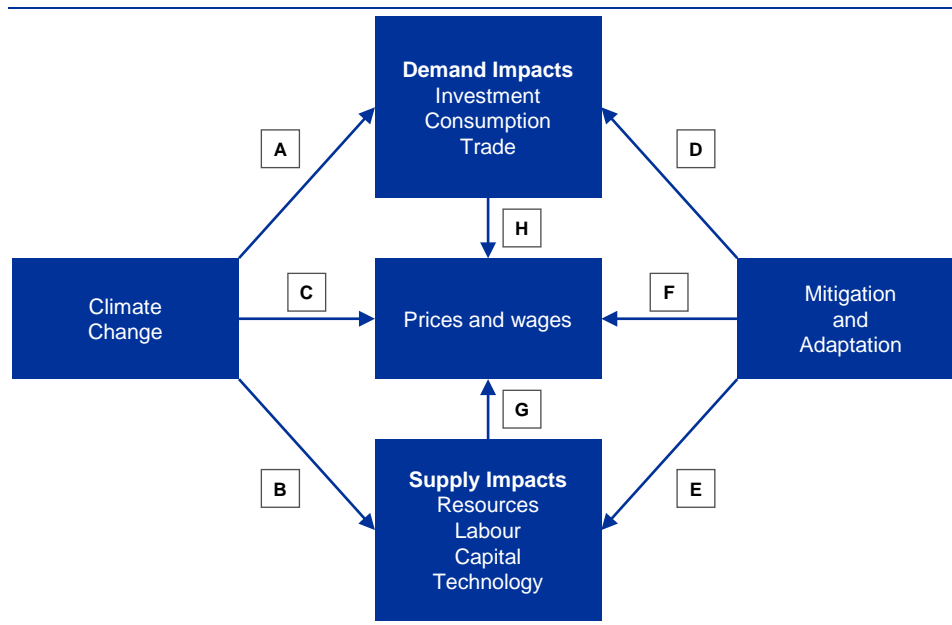 Demand Impacts
Investment
Consumption
Trade
A
D
H
Climate
Change
C
Prices and wages
F
Mitigation
and
Adaptation
G
B
Supply Impacts
Resources
Labour
Capital
Technology
E